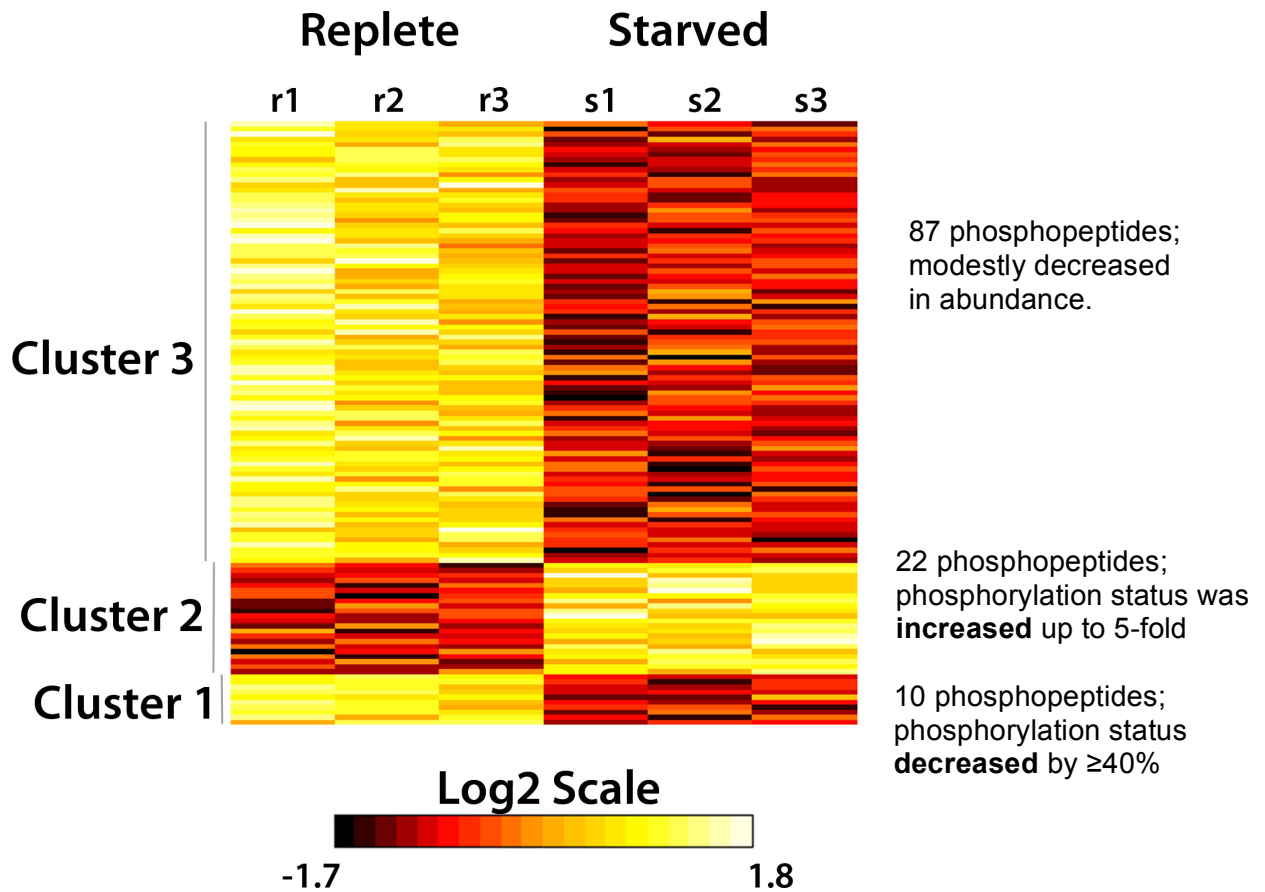 Replete Starved
r1 r2 r3 s1 s2 s3
Cluster 3
87 phosphopeptides;
modestly decreased
in abundance.
Cluster 2
22 phosphopeptides;
phosphorylation status was
increased up to 5-fold
Cluster 1
10 phosphopeptides;
phosphorylation status
decreased by ≥40%
Log2 Scale
-1.7 1.8